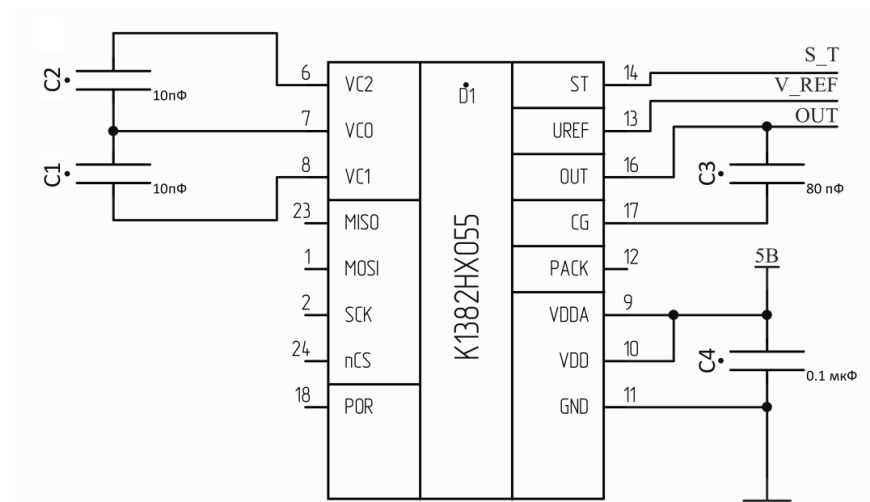 S_T
V_REF
OUT
C2
10пФ
C1
10пФ
6 VC2
7 VC0
8 VC1
23 MISO
1 MOSI
2 SCK
24 nCS
18 POR
D1
К1382НХ055
ST 14
UREF 13
OUT 16
CG 17
PACK 12
VDDA 9
VDD 10
GND 11
C3
80 пФ
5В
C4
0.1 мкФ